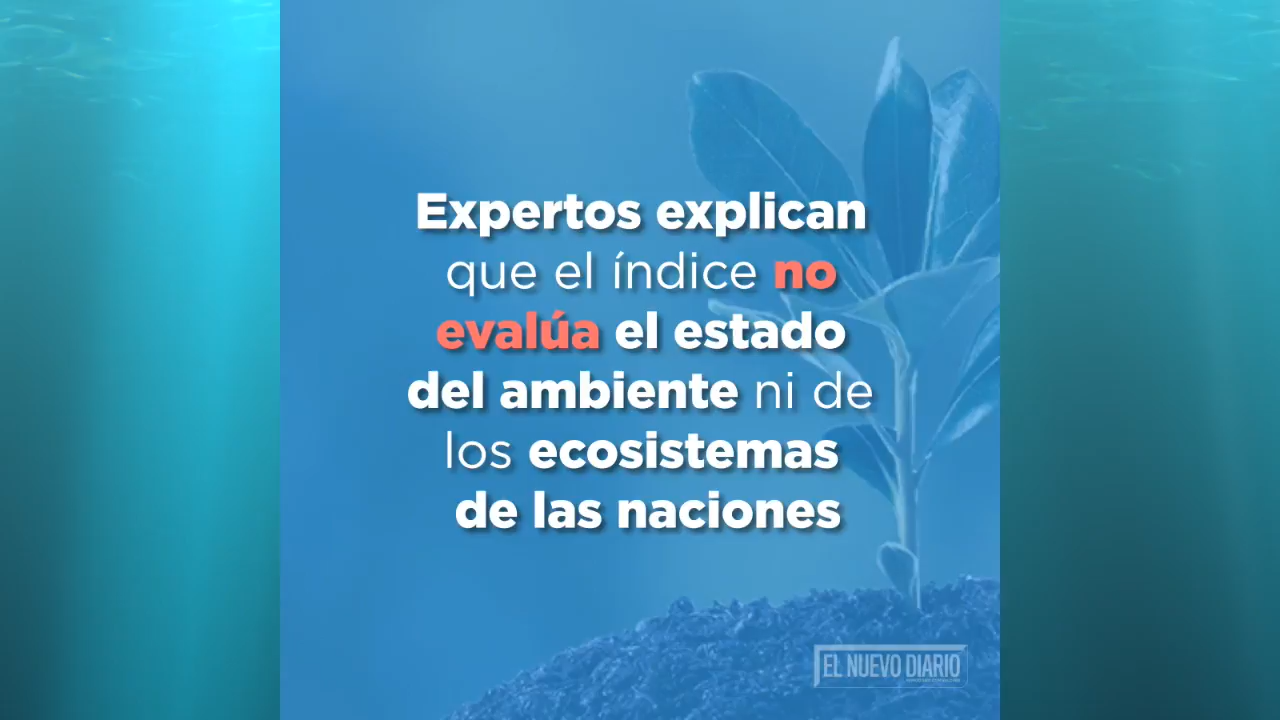 Expertos explican
que el índice no
evalúa el estado
del ambiente ni de
los ecosistemas
de las naciones
EL NUEVO DIARIO